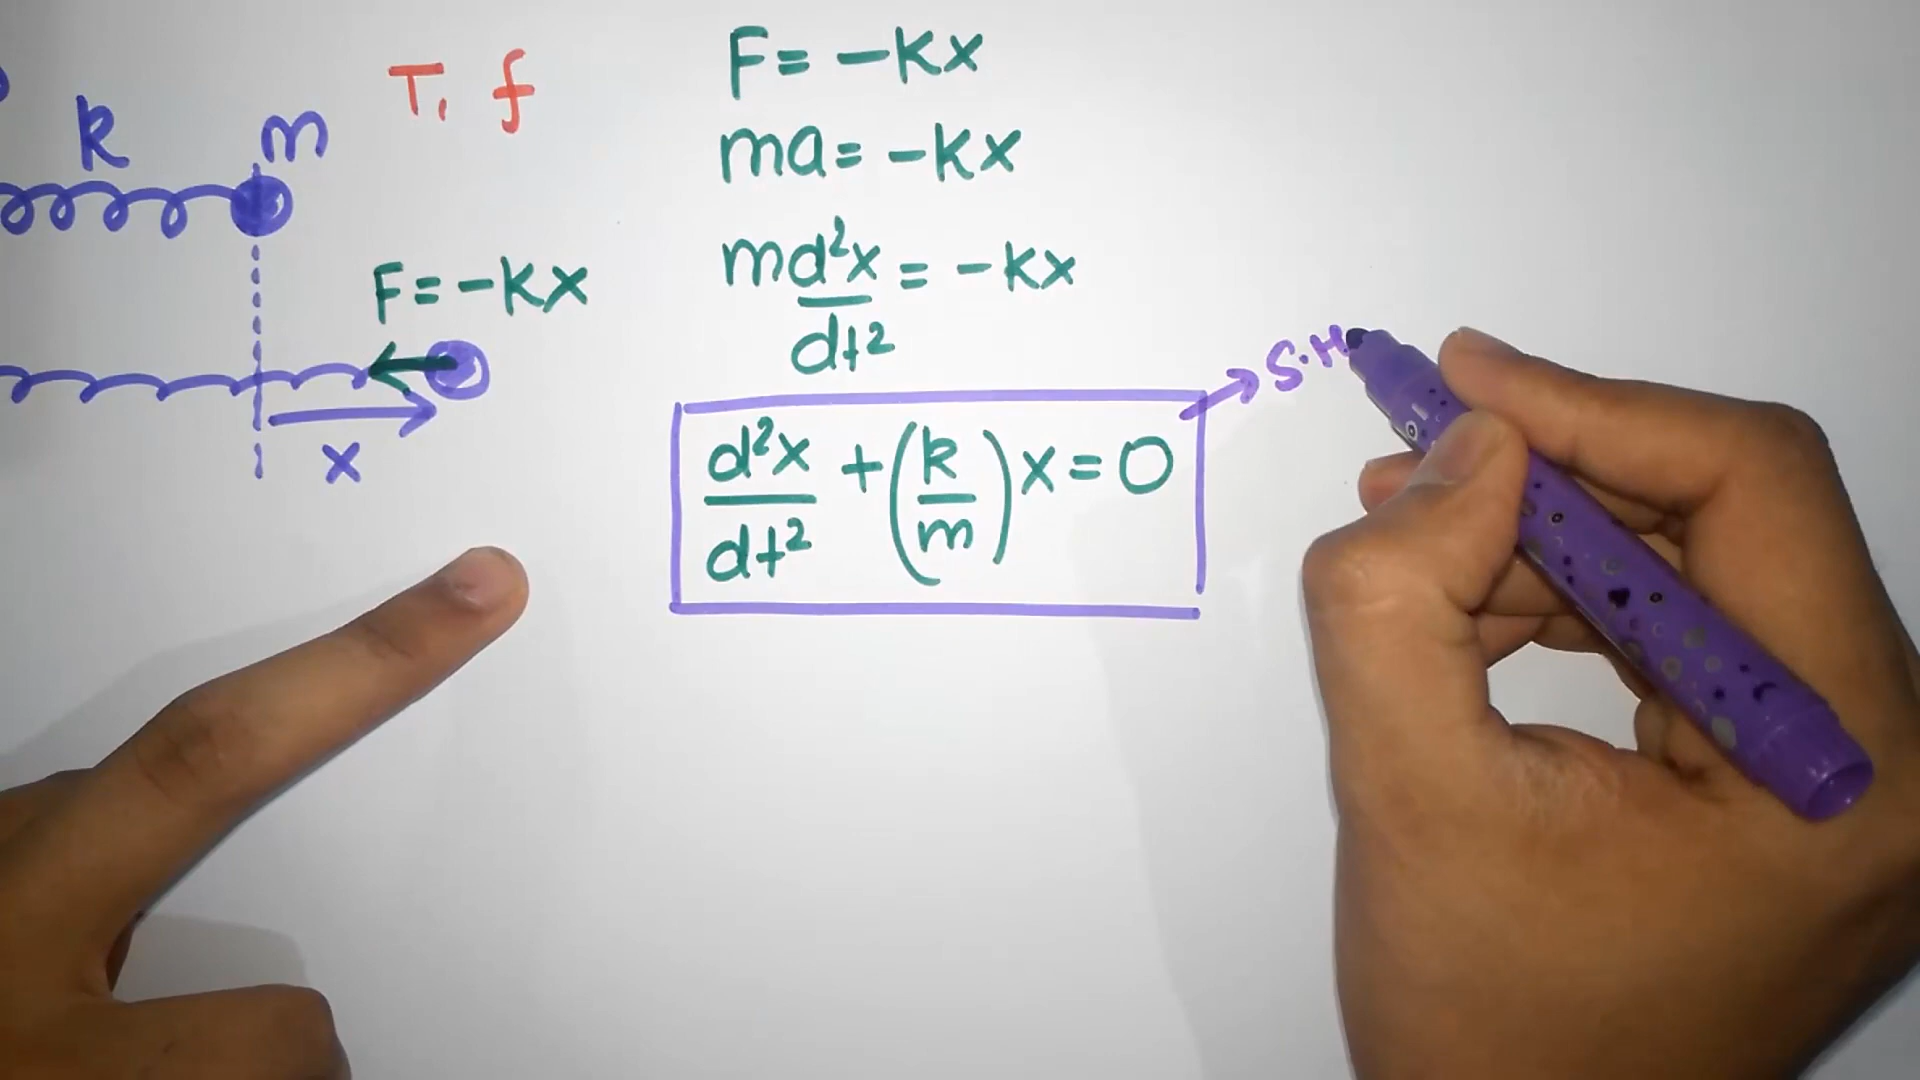 k
m
T, f
F = -kx
x
F = -kx
ma = -kx
md²x/dt² = -kx
d²x/dt² + (k/m)x = 0
→ S.H